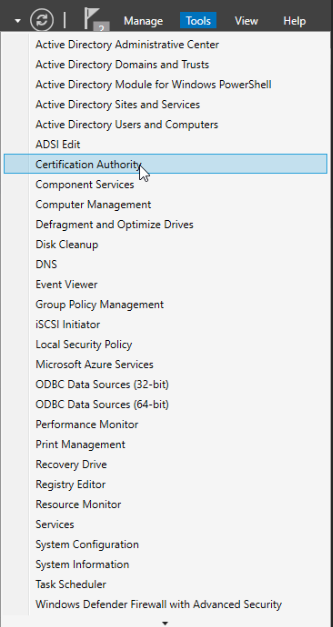 Manage Tools View Help
2
Active Directory Administrative Center
Active Directory Domains and Trusts
Active Directory Module for Windows PowerShell
Active Directory Sites and Services
Active Directory Users and Computers
ADSI Edit
Certification Authority
Component Services
Computer Management
Defragment and Optimize Drives
Disk Cleanup
DNS
Event Viewer
Group Policy Management
iSCSI Initiator
Local Security Policy
Microsoft Azure Services
ODBC Data Sources (32-bit)
ODBC Data Sources (64-bit)
Performance Monitor
Print Management
Recovery Drive
Registry Editor
Resource Monitor
Services
System Configuration
System Information
Task Scheduler
Windows Defender Firewall with Advanced Security